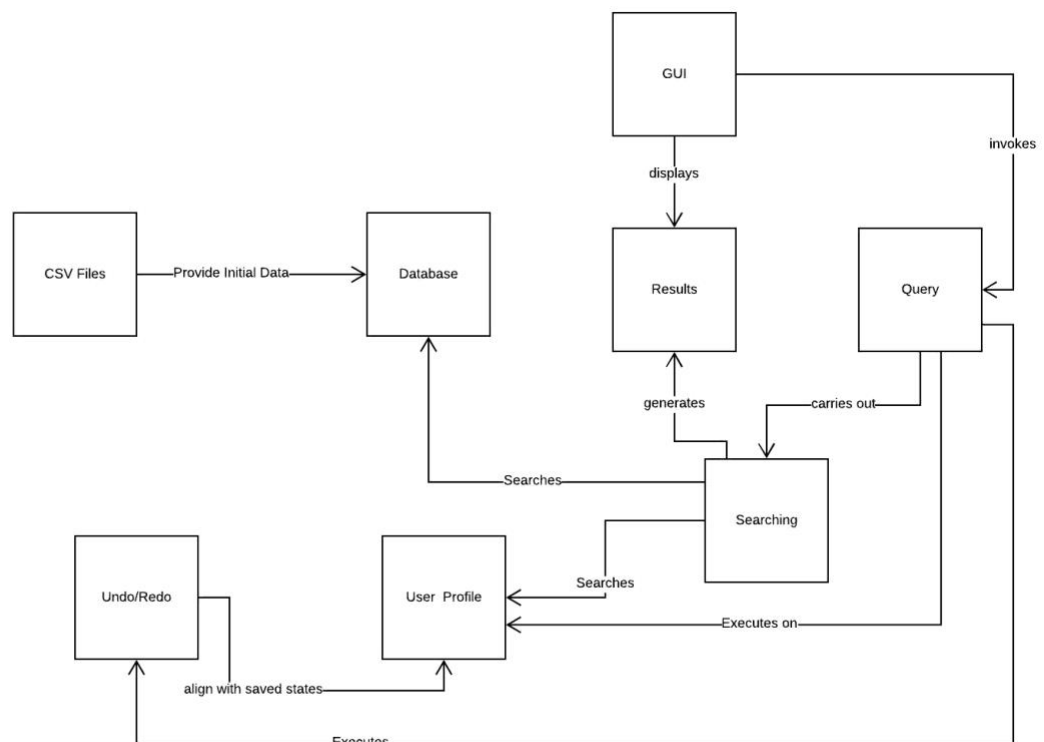 GUI
invokes
displays
CSV Files
Provide Initial Data
Database
Results
Query
generates
carries out
Searches
Searching
Searches
Undo/Redo
User Profile
Executes on
align with saved states
Executes